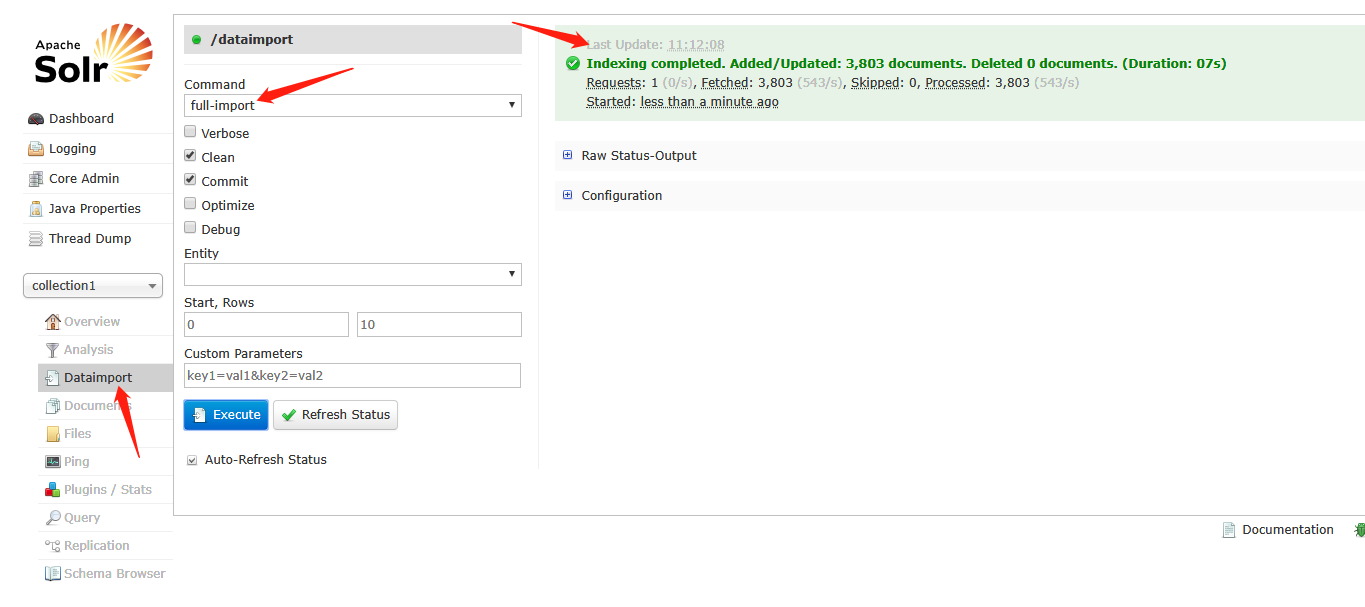 Apache
Solr
Dashboard
Logging
Core Admin
Java Properties
Thread Dump
collection1
Overview
Analysis
Dataimport
Documents
Files
Ping
Plugins / Stats
Query
Replication
Schema Browser
/dataimport
Command
full-import
Verbose
Clean
Commit
Optimize
Debug
Entity
Start, Rows
0 10
Custom Parameters
key1=val1&key2=val2
Execute Refresh Status
Auto-Refresh Status
Last Update: 11:12:08
Indexing completed. Added/Updated: 3,803 documents. Deleted 0 documents. (Duration: 07s)
Requests: 1 (0/s), Fetched: 3,803 (543/s), Skipped: 0, Processed: 3,803 (543/s)
Started: less than a minute ago
Raw Status-Output
Configuration
Documentation